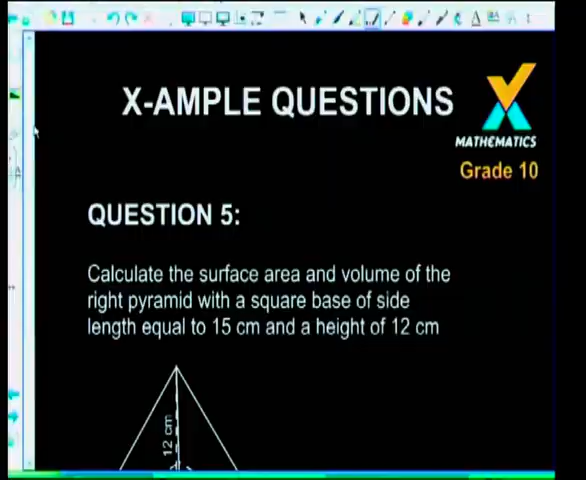 X-AMPLE QUESTIONS
MATHEMATICS
Grade 10
QUESTION 5:
Calculate the surface area and volume of the
right pyramid with a square base of side
length equal to 15 cm and a height of 12 cm
12 cm